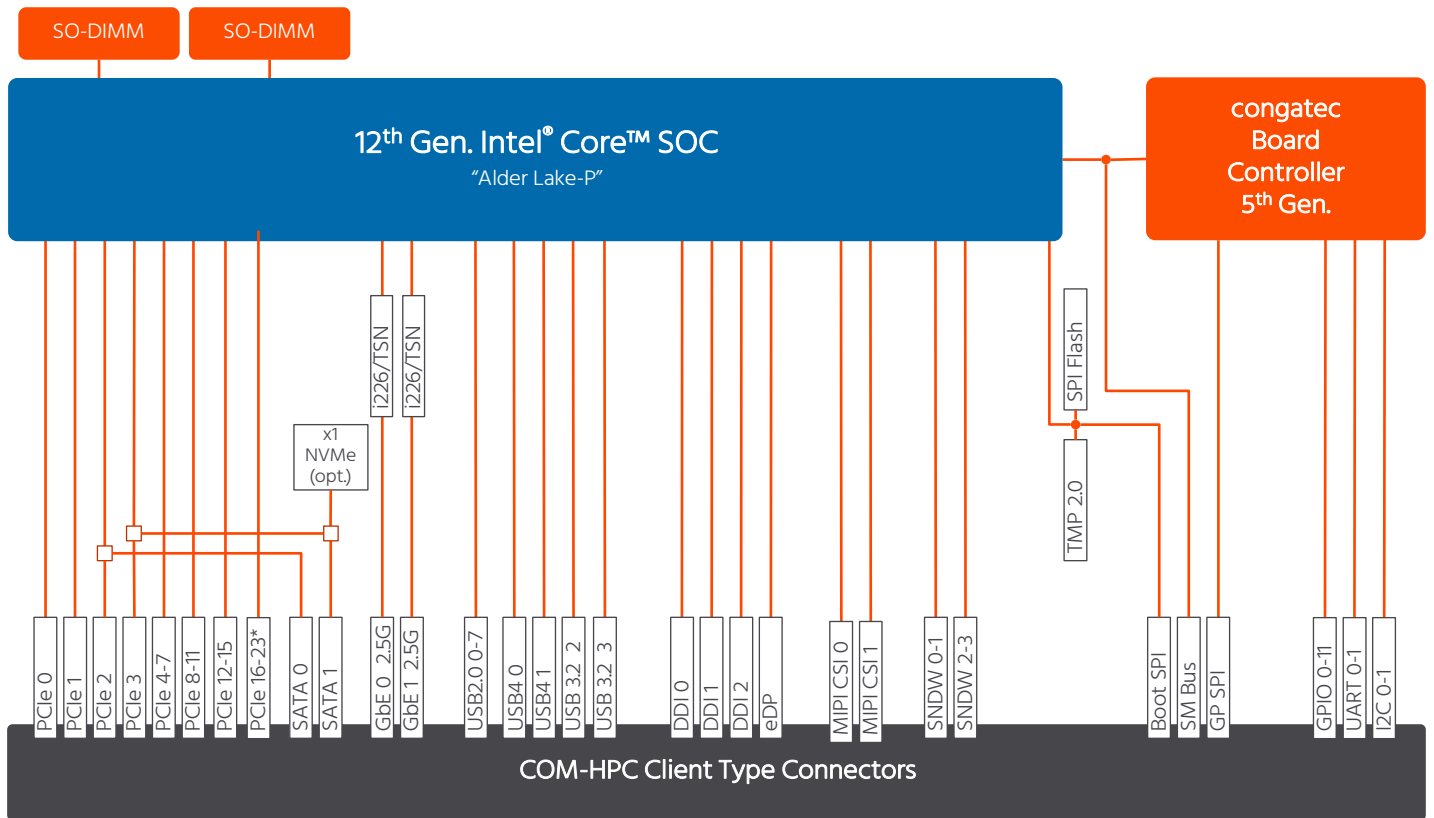 SO-DIMM
SO-DIMM
12th Gen. Intel® Core™ SOC
“Alder Lake-P”
congatec
Board
Controller
5th Gen.
i226/TSN
i226/TSN
SPI Flash
x1
NVMe
(opt.)
TMP 2.0
PCIe 0
PCIe 1
PCIe 2
PCIe 3
PCIe 4-7
PCIe 8-11
PCIe 12-15
PCIe 16-23*
SATA 0
SATA 1
GbE 0 2.5G
GbE 1 2.5G
USB2.0 0-7
USB4 0
USB4 1
USB 3.2 2
USB 3.2 3
DDI 0
DDI 1
DDI 2
eDP
MIPI CSI 0
MIPI CSI 1
SNDW 0-1
SNDW 2-3
Boot SPI
SM Bus
GP SPI
GPIO 0-11
UART 0-1
I2C 0-1
COM-HPC Client Type Connectors